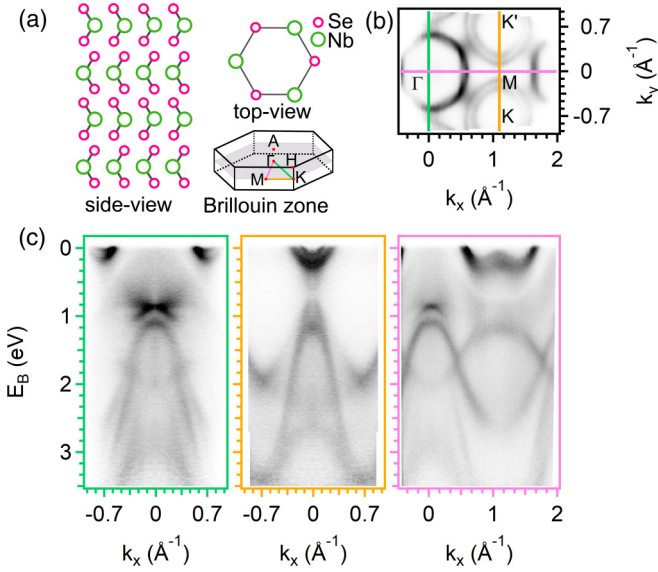 (a)
Se
Nb
top-view
side-view
A
Γ
H
M
K
Brillouin zone
(b)
K'
Γ
M
K
0.7
0
-0.7
k_y (Å⁻¹)
0
1
2
k_x (Å⁻¹)
(c)
0
1
2
3
E_B (eV)
-0.7
0
0.7
k_x (Å⁻¹)
-0.7
0
0.7
k_x (Å⁻¹)
0
1
2
k_x (Å⁻¹)